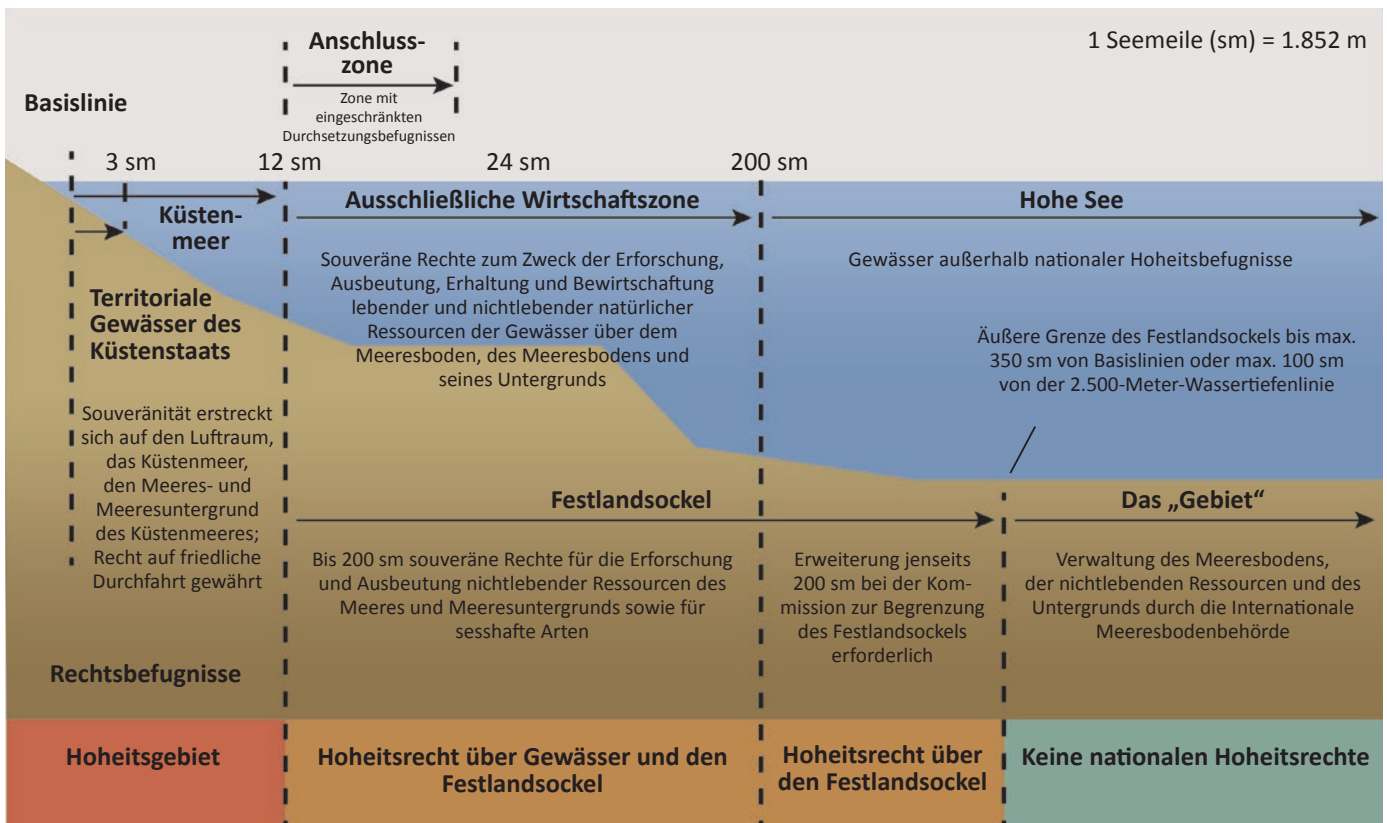 Anschluss-
zone
1 Seemeile (sm) = 1.852 m
Zone mit
eingeschränkten
Durchsetzungsbefugnissen
Basislinie
3 sm
12 sm
24 sm
200 sm
Küsten-
meer
Ausschließliche Wirtschaftszone
Hohe See
Territoriale
Gewässer des
Küstenstaats
Souveräne Rechte zum Zweck der Erforschung,
Ausbeutung, Erhaltung und Bewirtschaftung
lebender und nichtlebender natürlicher
Ressourcen der Gewässer über dem
Meeresboden, des Meeresbodens und
seines Untergrunds
Gewässer außerhalb nationaler Hoheitsbefugnisse
Äußere Grenze des Festlandsockels bis max.
350 sm von Basislinien oder max. 100 sm
von der 2.500-Meter-Wassertiefenlinie
Souveränität erstreckt
sich auf den Luftraum,
das Küstenmeer,
den Meeres- und
Meeresuntergrund
des Küstenmeeres;
Recht auf friedliche
Durchfahrt gewährt
Festlandsockel
Das „Gebiet“
Bis 200 sm souveräne Rechte für die Erforschung
und Ausbeutung nichtlebender Ressourcen des
Meeres und Meeresuntergrunds sowie für
sesshafte Arten
Erweiterung jenseits
200 sm bei der Kom-
mission zur Begrenzung
des Festlandsockels
erforderlich
Verwaltung des Meeresbodens,
der nichtlebenden Ressourcen und des
Untergrunds durch die Internationale
Meeresbodenbehörde
Rechtsbefugnisse
Hoheitsgebiet
Hoheitsrecht über Gewässer und den
Festlandsockel
Hoheitsrecht über
den Festlandsockel
Keine nationalen Hoheitsrechte